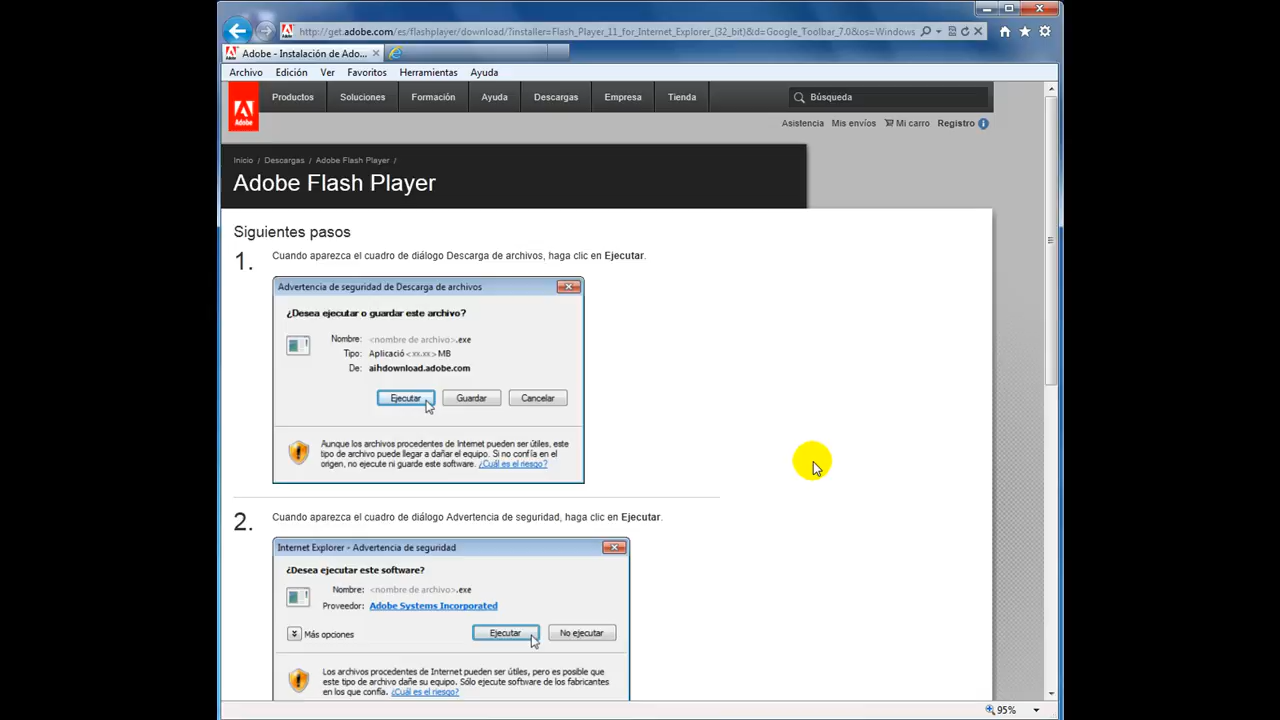 http://get.adobe.com/es/flashplayer/download/?installer=Flash_Player_11_for_Internet_Explorer_(32_bit)&d=Google_Toolbar_7.0&os=Windows
Adobe - Instalación de Ado...
Archivo Edición Ver Favoritos Herramientas Ayuda
Adobe
Productos Soluciones Formación Ayuda Descargas Empresa Tienda Búsqueda
Asistencia Mis envíos Mi carro Registro
Inicio / Descargas / Adobe Flash Player /
Adobe Flash Player
Siguientes pasos
1. Cuando aparezca el cuadro de diálogo Descarga de archivos, haga clic en Ejecutar.
Advertencia de seguridad de Descarga de archivos
¿Desea ejecutar o guardar este archivo?
Nombre: <nombre de archivo>.exe
Tipo: Aplicació <xx.xx> MB
De: aihdownload.adobe.com
Ejecutar Guardar Cancelar
Aunque los archivos procedentes de Internet pueden ser útiles, este
tipo de archivo puede llegar a dañar el equipo. Si no confía en el
origen, no ejecute ni guarde este software. ¿Cuál es el riesgo?
2. Cuando aparezca el cuadro de diálogo Advertencia de seguridad, haga clic en Ejecutar.
Internet Explorer - Advertencia de seguridad
¿Desea ejecutar este software?
Nombre: <nombre de archivo>.exe
Proveedor: Adobe Systems Incorporated
Más opciones Ejecutar No ejecutar
Los archivos procedentes de Internet pueden ser útiles, pero es posible que
este tipo de archivo dañe su equipo. Sólo ejecute software de los fabricantes
en los que confía. ¿Cuál es el riesgo?
95%